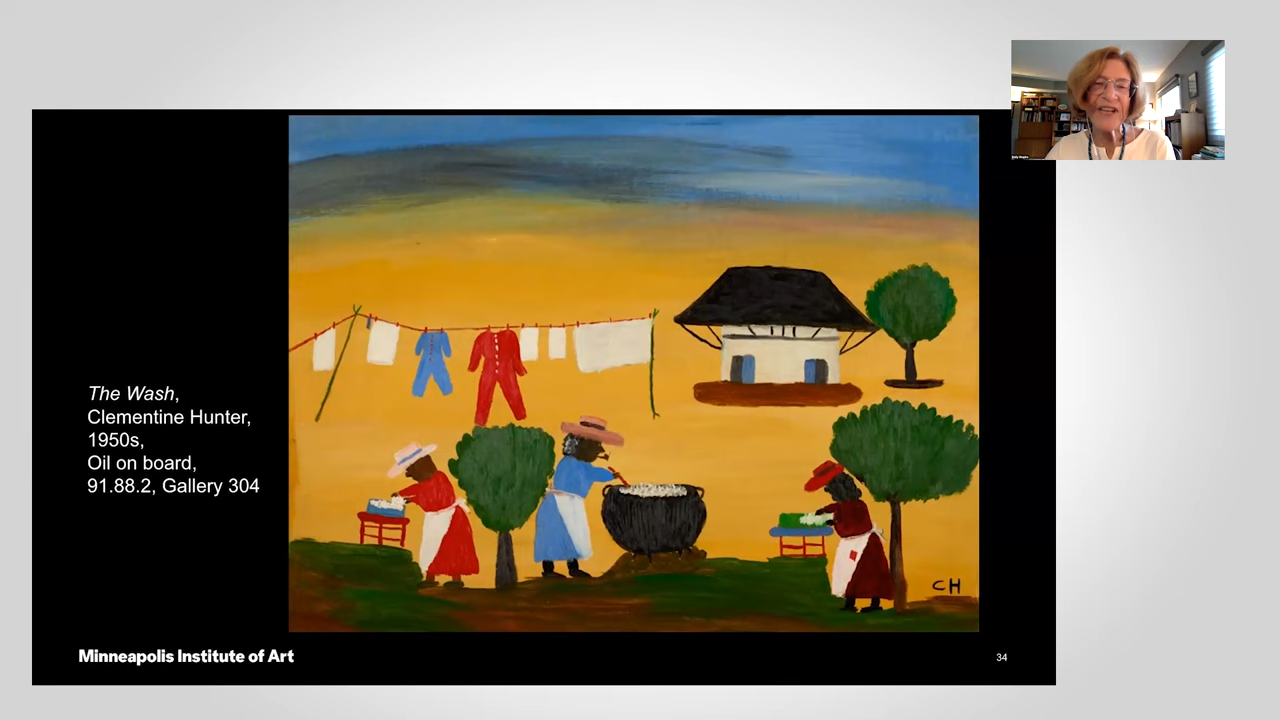 The Wash,
Clementine Hunter,
1950s,
Oil on board,
91.88.2, Gallery 304
CH
Minneapolis Institute of Art
34